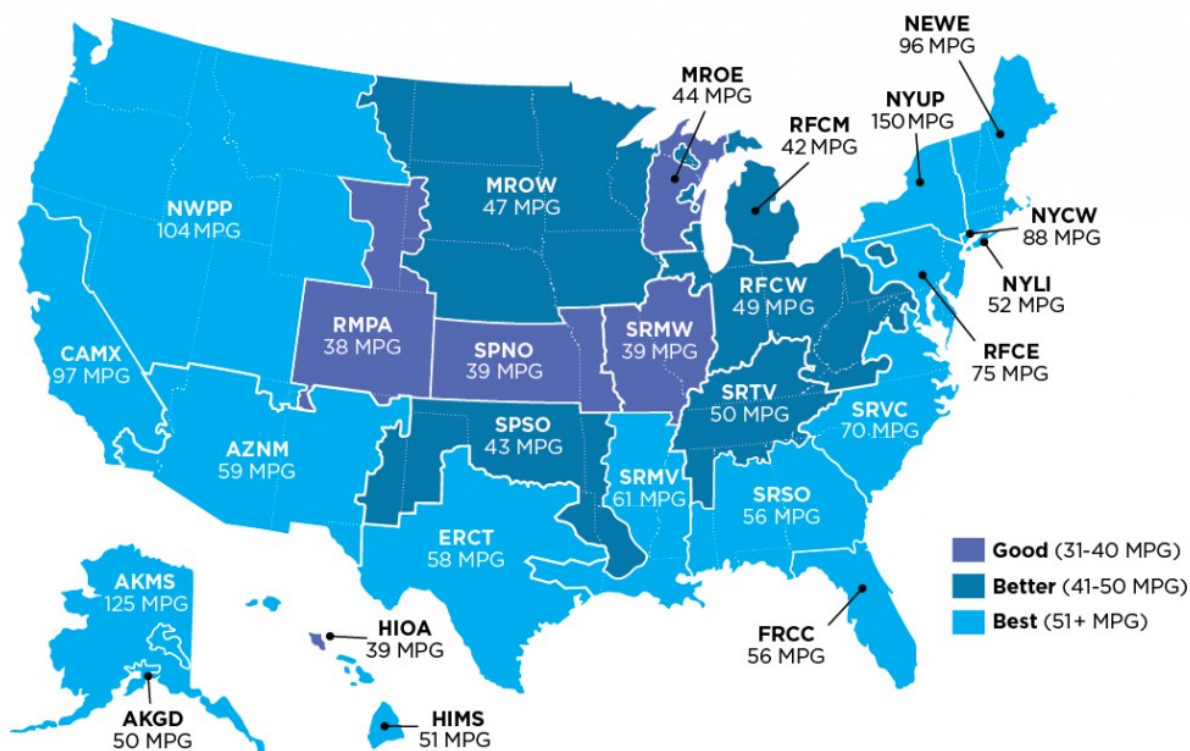 NEWE
96 MPG
MROE
44 MPG
NYUP
150 MPG
RFCM
42 MPG
MROW
47 MPG
NWPP
104 MPG
NYCW
88 MPG
NYLI
52 MPG
RFCW
49 MPG
RMPA
38 MPG
SRMW
39 MPG
SPNO
39 MPG
CAMX
97 MPG
RFCE
75 MPG
SRTV
50 MPG
SRVC
70 MPG
SPSO
43 MPG
AZNM
59 MPG
SRMV
61 MPG
SRSO
56 MPG
ERCT
58 MPG
Good (31-40 MPG)
Better (41-50 MPG)
Best (51+ MPG)
AKMS
125 MPG
HIOA
39 MPG
FRCC
56 MPG
AKGD
50 MPG
HIMS
51 MPG